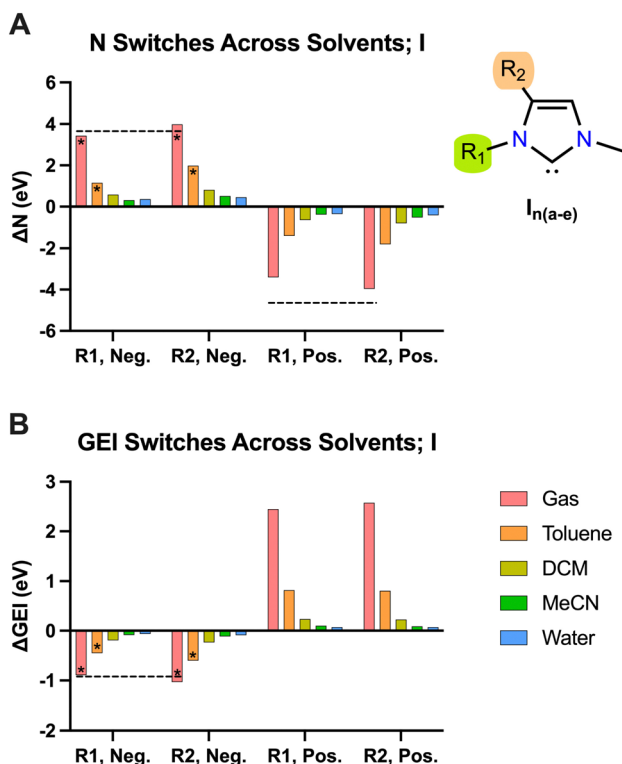 A
N Switches Across Solvents; I
ΔN (eV)
6
4
2
0
-2
-4
-6
* * * *
R1, Neg. R2, Neg. R1, Pos. R2, Pos.
R2
R1
N N
..
In(a-e)
B
GEI Switches Across Solvents; I
ΔGEI (eV)
3
2
1
0
-1
-2
* * * *
R1, Neg. R2, Neg. R1, Pos. R2, Pos.
Gas
Toluene
DCM
MeCN
Water